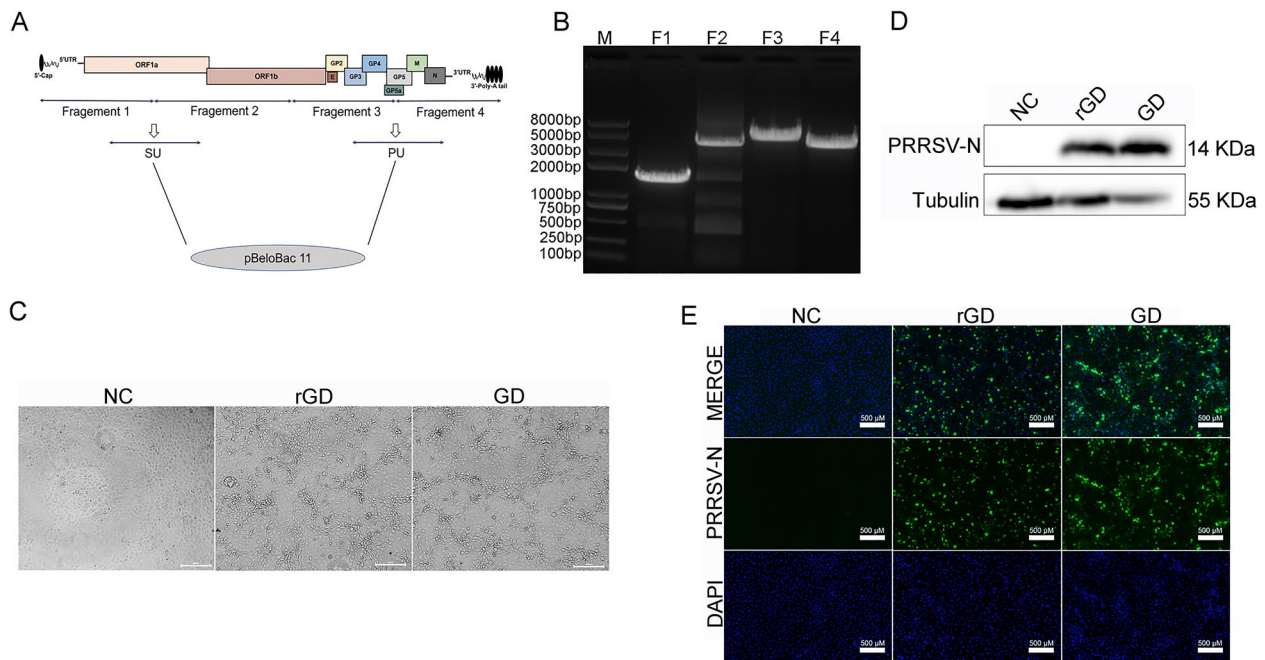 A
5'-Cap
5'UTR
ORF1a
ORF1b
GP2
E
GP3
GP4
GP5
GP5a
M
N
3'UTR
3'-Poly-A tail
Fragement 1
Fragement 2
Fragement 3
Fragement 4
SU
PU
pBeloBac 11
B
M F1 F2 F3 F4
8000bp
5000bp
3000bp
2000bp
1000bp
750bp
500bp
250bp
100bp
C
NC rGD GD
D
NC rGD GD
PRRSV-N 14 KDa
Tubulin 55 KDa
E
NC rGD GD
MERGE
500 µM 500 µM 500 µM
PRRSV-N
500 µM 500 µM 500 µM
DAPI
500 µM 500 µM 500 µM